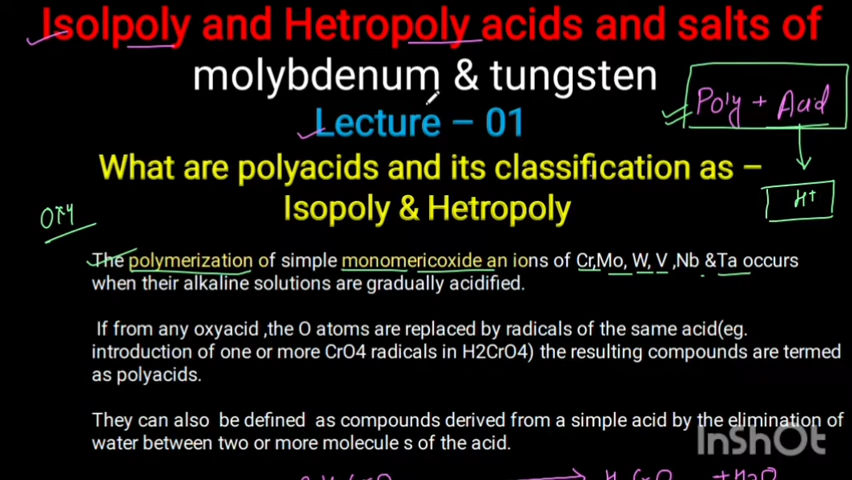 Isolpoly and Hetropoly acids and salts of
molybdenum & tungsten
Poly + Acid
Lecture – 01
H+
What are polyacids and its classification as –
Isopoly & Hetropoly
oxy
The polymerization of simple monomericoxide an ions of Cr,Mo, W, V ,Nb &Ta occurs
when their alkaline solutions are gradually acidified.
If from any oxyacid ,the O atoms are replaced by radicals of the same acid(eg.
introduction of one or more CrO4 radicals in H2CrO4) the resulting compounds are termed
as polyacids.
They can also be defined as compounds derived from a simple acid by the elimination of
water between two or more molecule s of the acid.
InShOt
+H2O